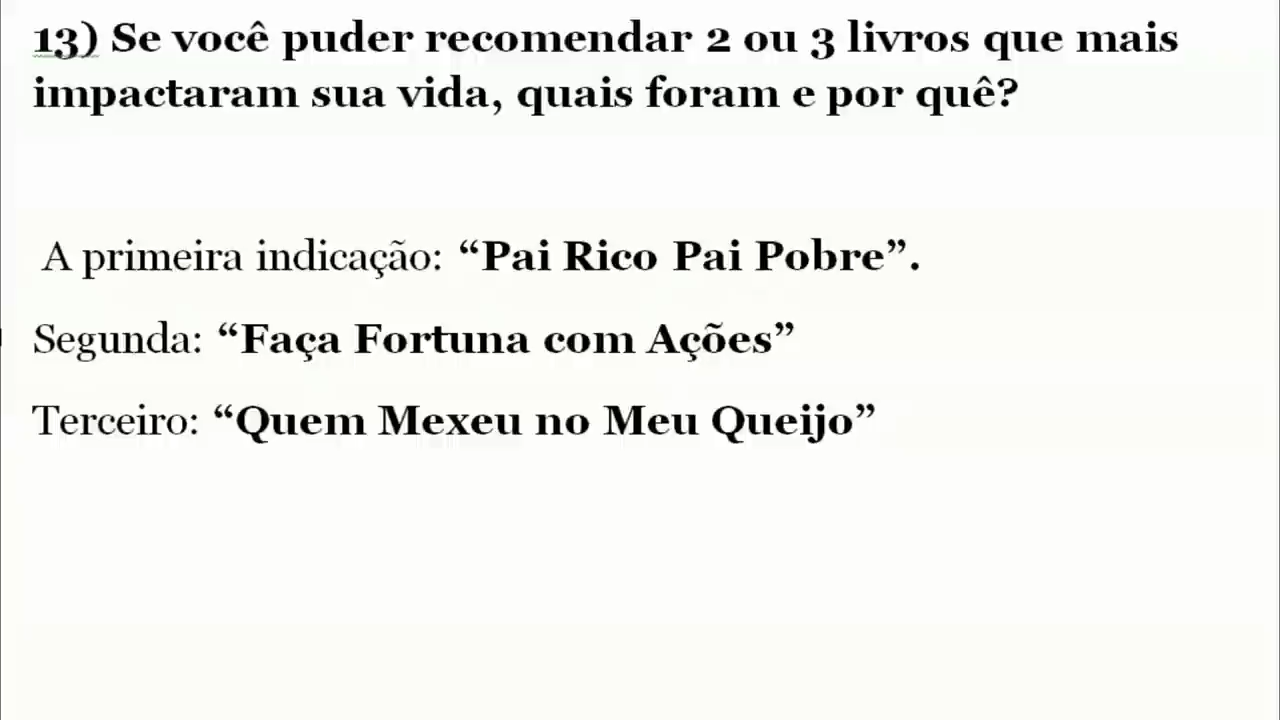 13) Se você puder recomendar 2 ou 3 livros que mais
impactaram sua vida, quais foram e por quê?
A primeira indicação: “Pai Rico Pai Pobre”.
Segunda: “Faça Fortuna com Ações”
Terceiro: “Quem Mexeu no Meu Queijo”